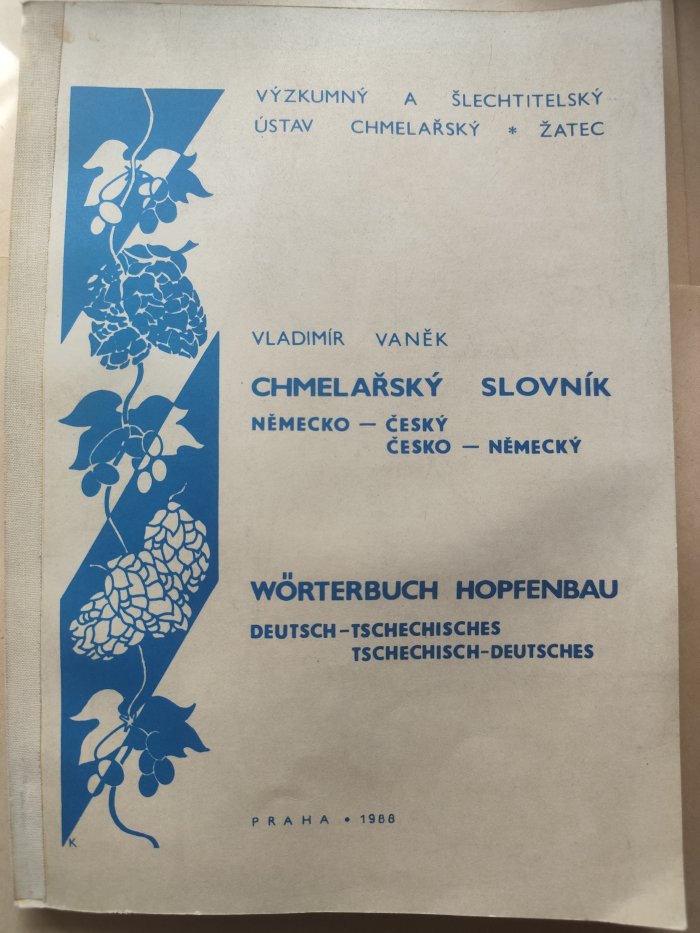 VÝZKUMNÝ A ŠLECHTITELSKÝ
ÚSTAV CHMELAŘSKÝ * ŽATEC
VLADIMÍR VANĚK
CHMELAŘSKÝ SLOVNÍK
NĚMECKO – ČESKÝ
ČESKO – NĚMECKÝ
WÖRTERBUCH HOPFENBAU
DEUTSCH–TSCHECHISCHES
TSCHECHISCH–DEUTSCHES
PRAHA • 1988
K